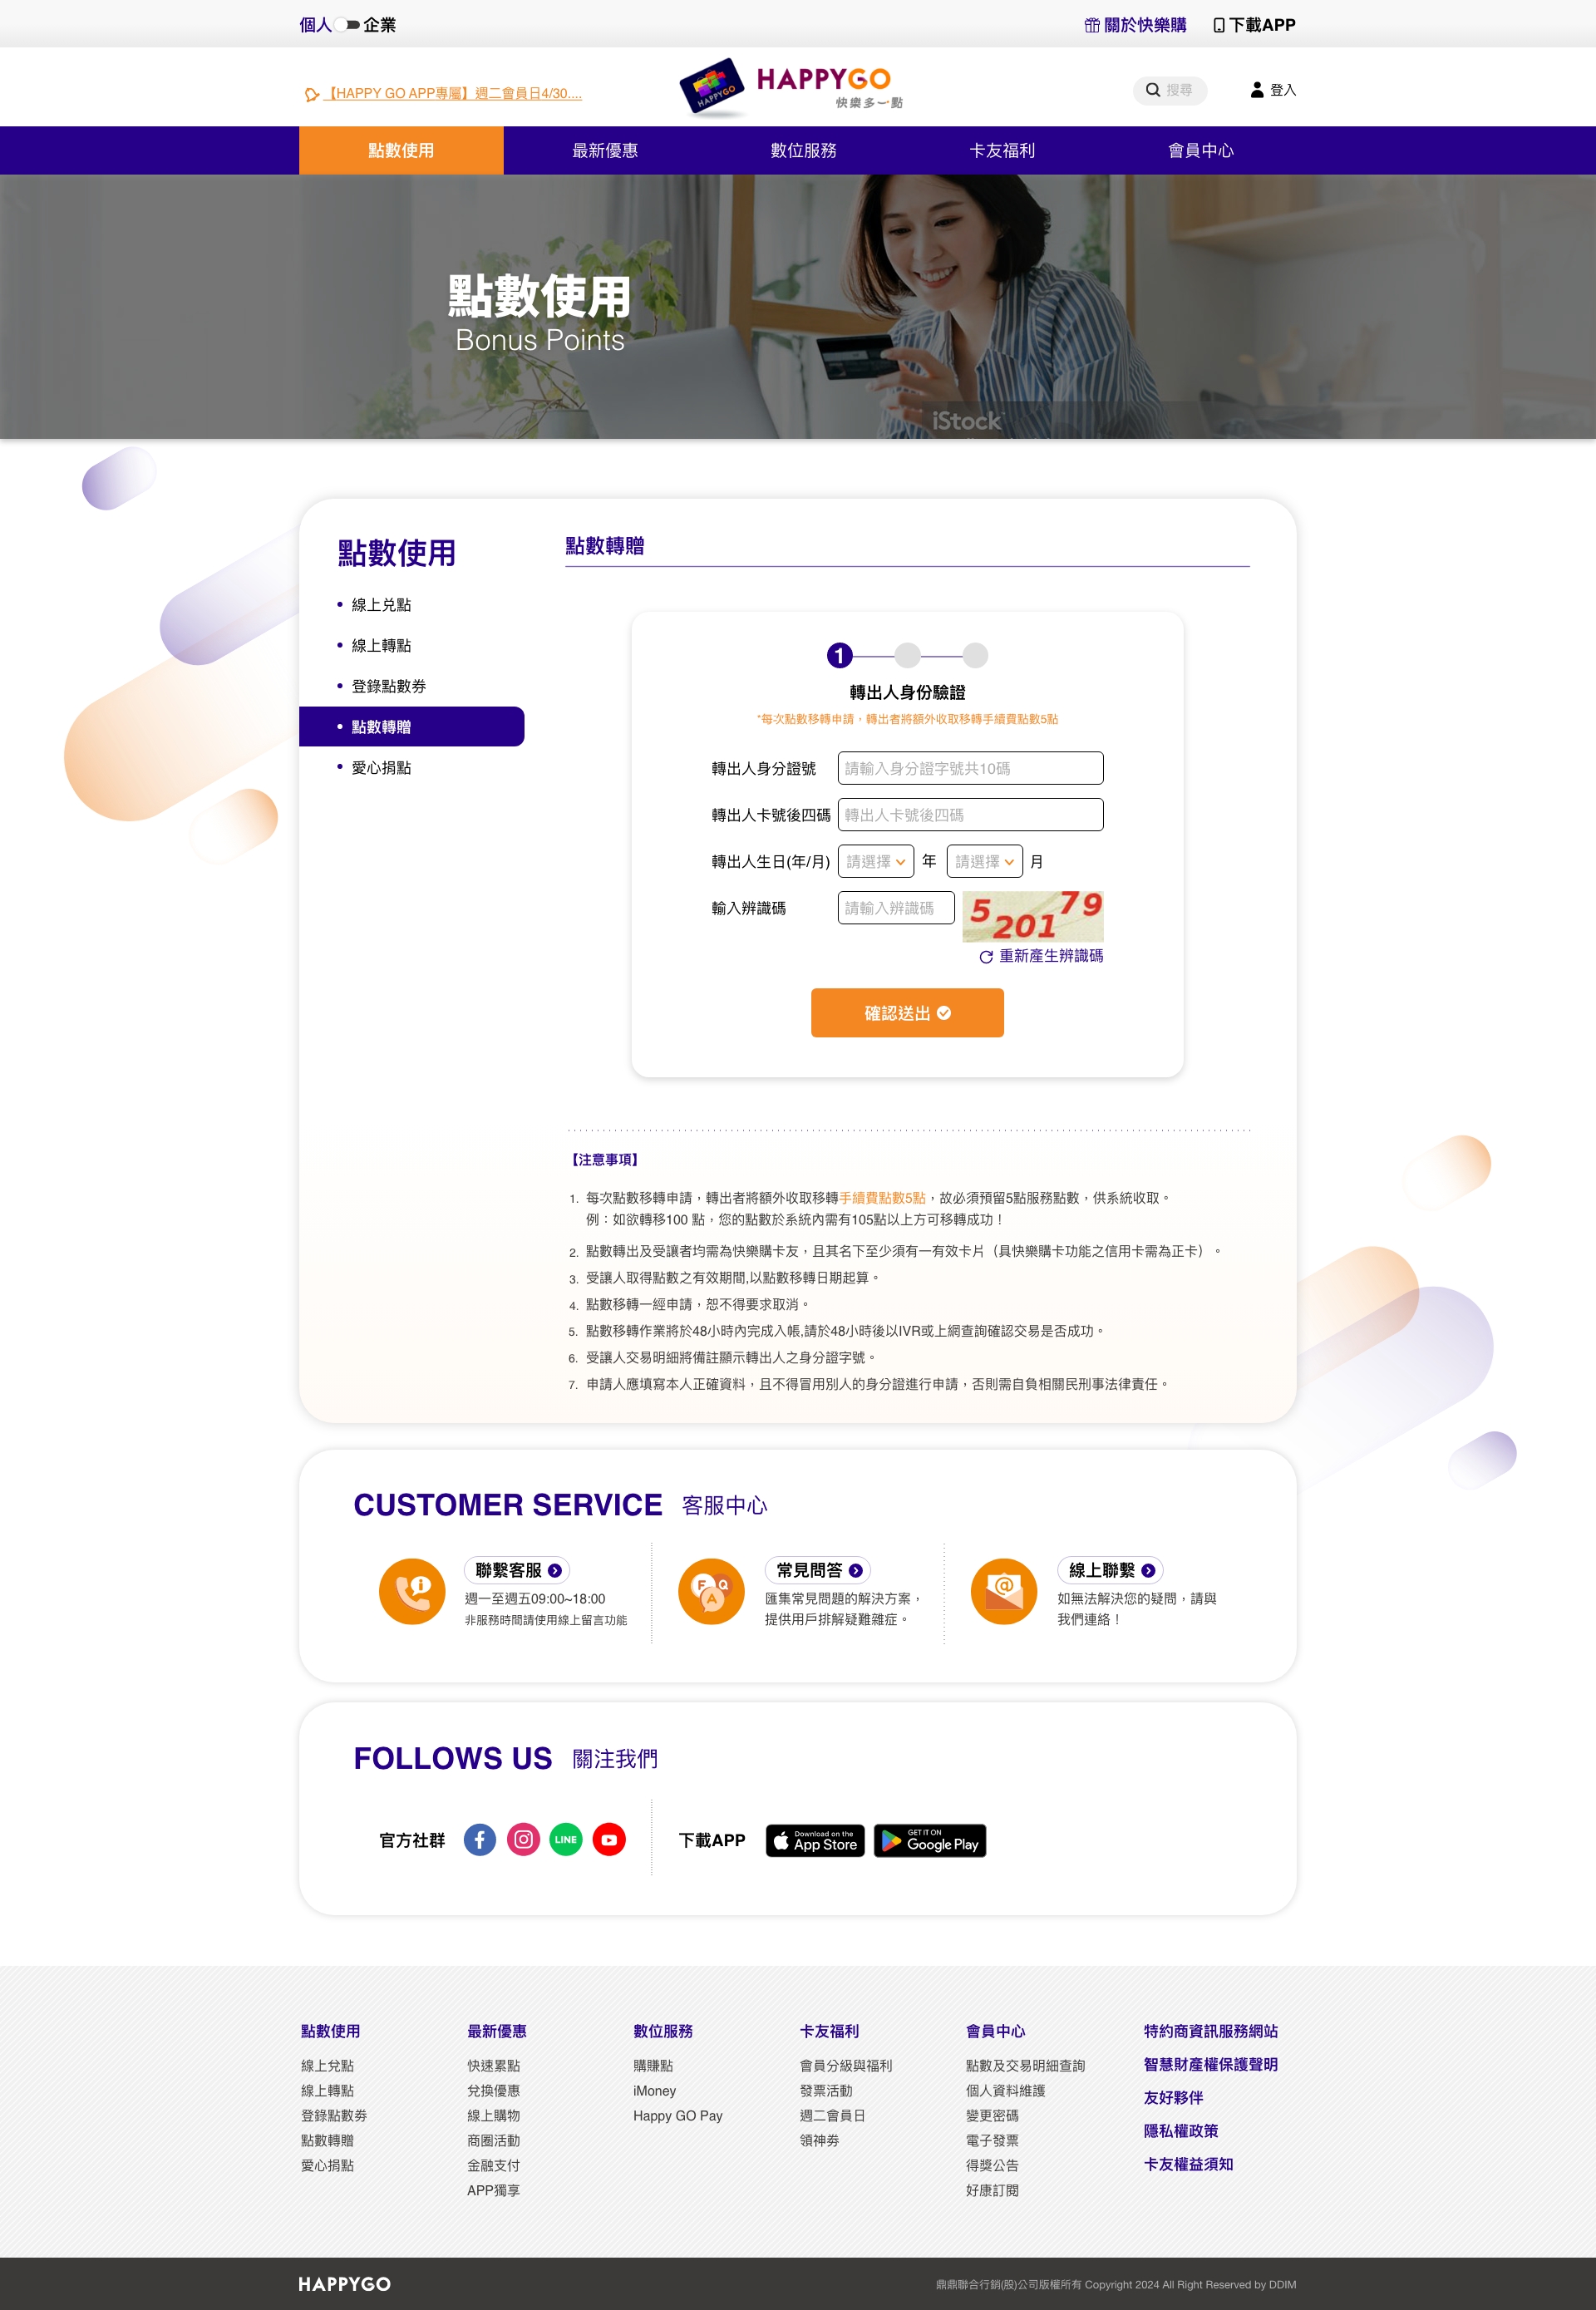 個人 企業
關於快樂購 下載APP
【HAPPY GO APP專屬】週二會員日4/30....
HAPPYGO
HAPPYGO
快樂多一點
搜尋
登入
點數使用 最新優惠 數位服務 卡友福利 會員中心
點數使用
Bonus Points
iStock
點數使用
線上兌點
線上轉點
登錄點數券
點數轉贈
愛心捐點
點數轉贈
1
轉出人身份驗證
*每次點數移轉申請，轉出者將額外收取移轉手續費點數5點
轉出人身分證號 請輸入身分證字號共10碼
轉出人卡號後四碼 轉出人卡號後四碼
轉出人生日(年/月) 請選擇 年 請選擇 月
輸入辨識碼 請輸入辨識碼 5 201 79
重新產生辨識碼
確認送出
【注意事項】
1. 每次點數移轉申請，轉出者將額外收取移轉手續費點數5點，故必須預留5點服務點數，供系統收取。
例：如欲轉移100 點，您的點數於系統內需有105點以上方可移轉成功！
2. 點數轉出及受讓者均需為快樂購卡友，且其名下至少須有一有效卡片（具快樂購卡功能之信用卡需為正卡）。
3. 受讓人取得點數之有效期間,以點數移轉日期起算。
4. 點數移轉一經申請，恕不得要求取消。
5. 點數移轉作業將於48小時內完成入帳,請於48小時後以IVR或上網查詢確認交易是否成功。
6. 受讓人交易明細將備註顯示轉出人之身分證字號。
7. 申請人應填寫本人正確資料，且不得冒用別人的身分證進行申請，否則需自負相關民刑事法律責任。
CUSTOMER SERVICE 客服中心
聯繫客服
週一至週五09:00~18:00
非服務時間請使用線上留言功能
F Q A
常見問答
匯集常見問題的解決方案，
提供用戶排解疑難雜症。
@
線上聯繫
如無法解決您的疑問，請與
我們連絡！
FOLLOWS US 關注我們
官方社群
LINE
下載APP
Download on the
App Store
GET IT ON
Google Play
點數使用
線上兌點
線上轉點
登錄點數券
點數轉贈
愛心捐點
最新優惠
快速累點
兌換優惠
線上購物
商圈活動
金融支付
APP獨享
數位服務
購賺點
iMoney
Happy GO Pay
卡友福利
會員分級與福利
發票活動
週二會員日
領神券
會員中心
點數及交易明細查詢
個人資料維護
變更密碼
電子發票
得獎公告
好康訂閱
特約商資訊服務網站
智慧財產權保護聲明
友好夥伴
隱私權政策
卡友權益須知
HAPPYGO
鼎鼎聯合行銷(股)公司版權所有 Copyright 2024 All Right Reserved by DDIM